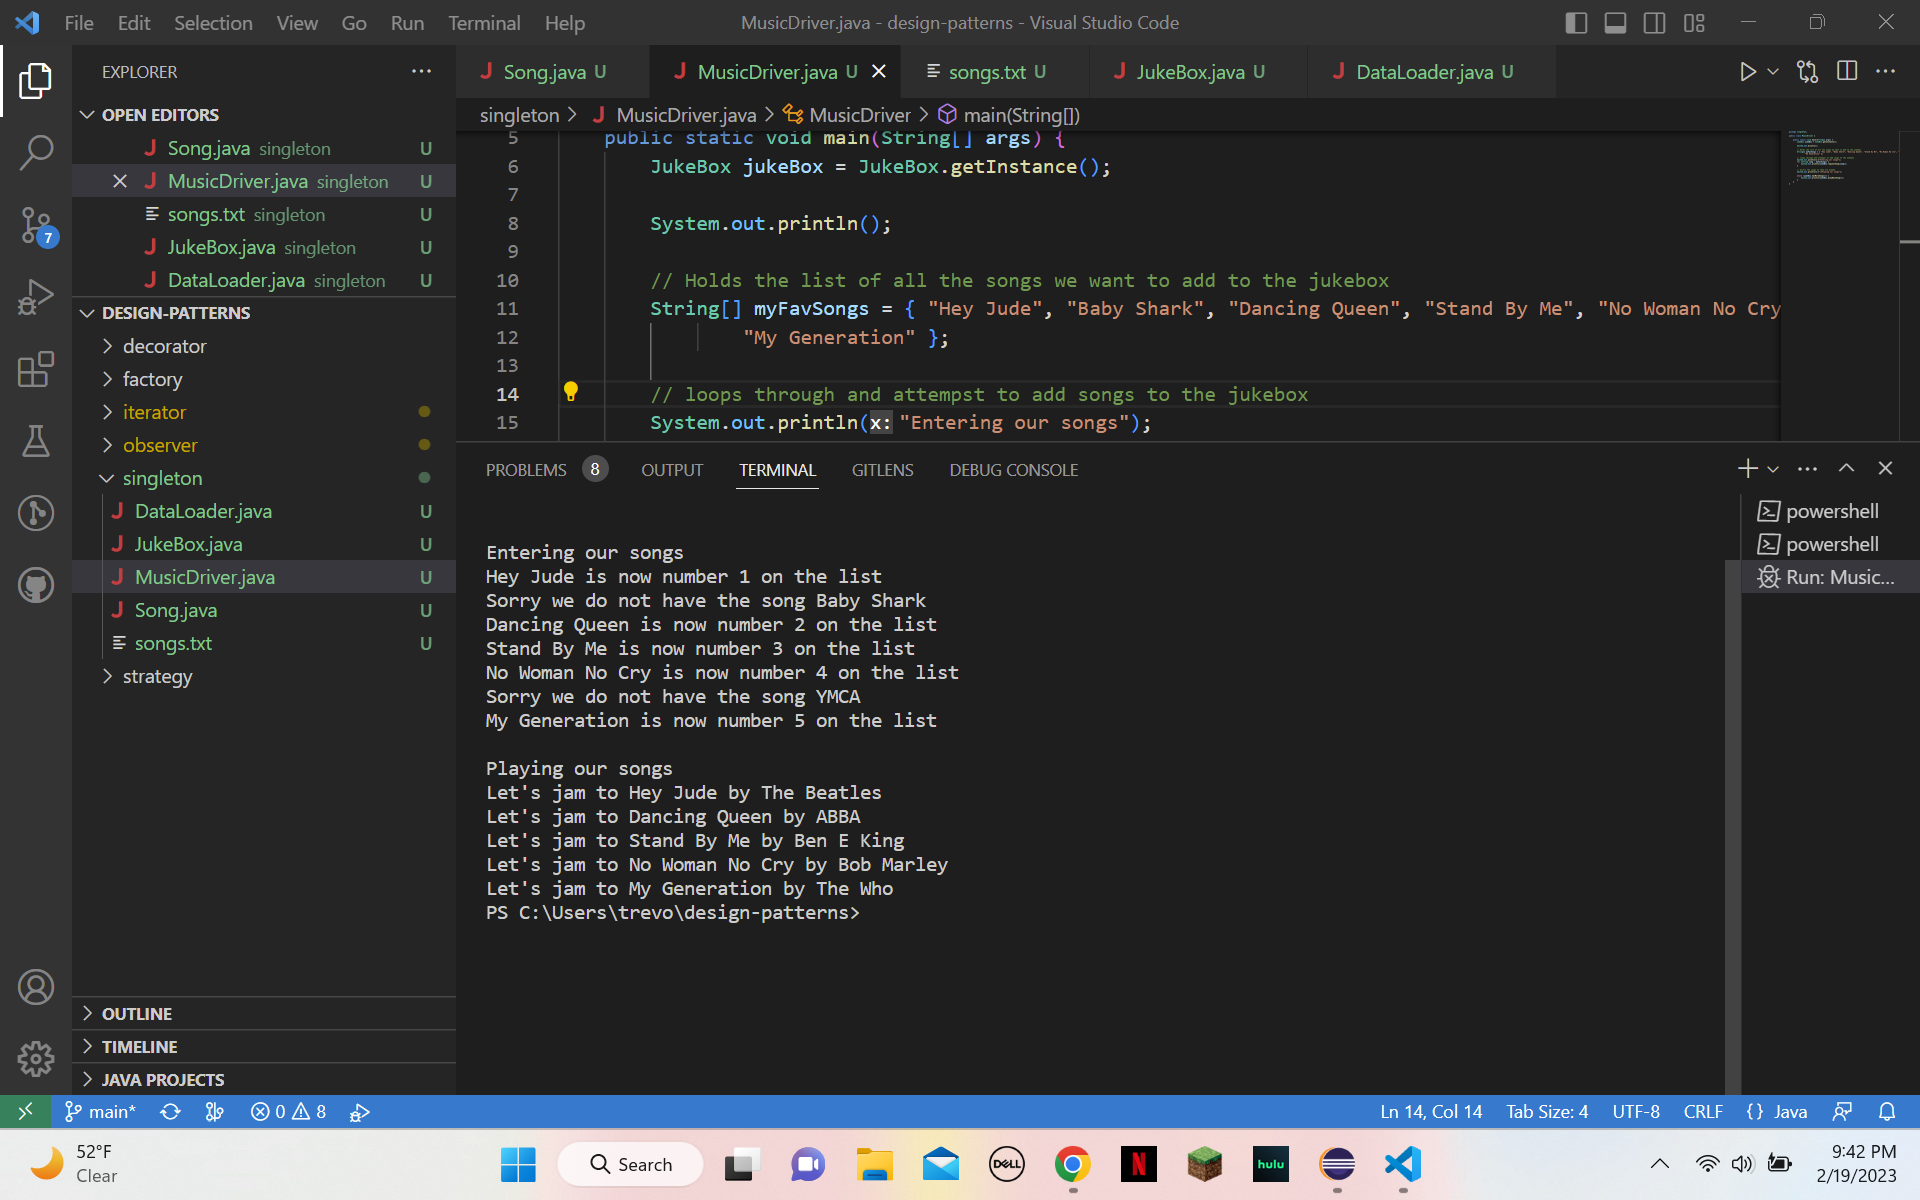 File Edit Selection View Go Run Terminal Help
MusicDriver.java - design-patterns - Visual Studio Code
EXPLORER
OPEN EDITORS
Song.java singleton U
MusicDriver.java singleton U
songs.txt singleton U
JukeBox.java singleton U
DataLoader.java singleton U
7
DESIGN-PATTERNS
decorator
factory
iterator
observer
singleton
DataLoader.java U
JukeBox.java U
MusicDriver.java U
Song.java U
songs.txt U
strategy
OUTLINE
TIMELINE
JAVA PROJECTS
Song.java U MusicDriver.java U songs.txt U JukeBox.java U DataLoader.java U
singleton > MusicDriver.java > MusicDriver > main(String[])
5 public static void main(String[] args) {
6 JukeBox jukeBox = JukeBox.getInstance();
7
8 System.out.println();
9
10 // Holds the list of all the songs we want to add to the jukebox
11 String[] myFavSongs = { "Hey Jude", "Baby Shark", "Dancing Queen", "Stand By Me", "No Woman No Cry
12 "My Generation" };
13
14 // loops through and attempst to add songs to the jukebox
15 System.out.println(x: "Entering our songs");
PROBLEMS 8 OUTPUT TERMINAL GITLENS DEBUG CONSOLE
powershell
powershell
Run: Music...
Entering our songs
Hey Jude is now number 1 on the list
Sorry we do not have the song Baby Shark
Dancing Queen is now number 2 on the list
Stand By Me is now number 3 on the list
No Woman No Cry is now number 4 on the list
Sorry we do not have the song YMCA
My Generation is now number 5 on the list
Playing our songs
Let's jam to Hey Jude by The Beatles
Let's jam to Dancing Queen by ABBA
Let's jam to Stand By Me by Ben E King
Let's jam to No Woman No Cry by Bob Marley
Let's jam to My Generation by The Who
PS C:\Users\trevo\design-patterns>
main* 0 8 Ln 14, Col 14 Tab Size: 4 UTF-8 CRLF {} Java
52°F
Clear
Search
DELL
N
hulu
9:42 PM
2/19/2023